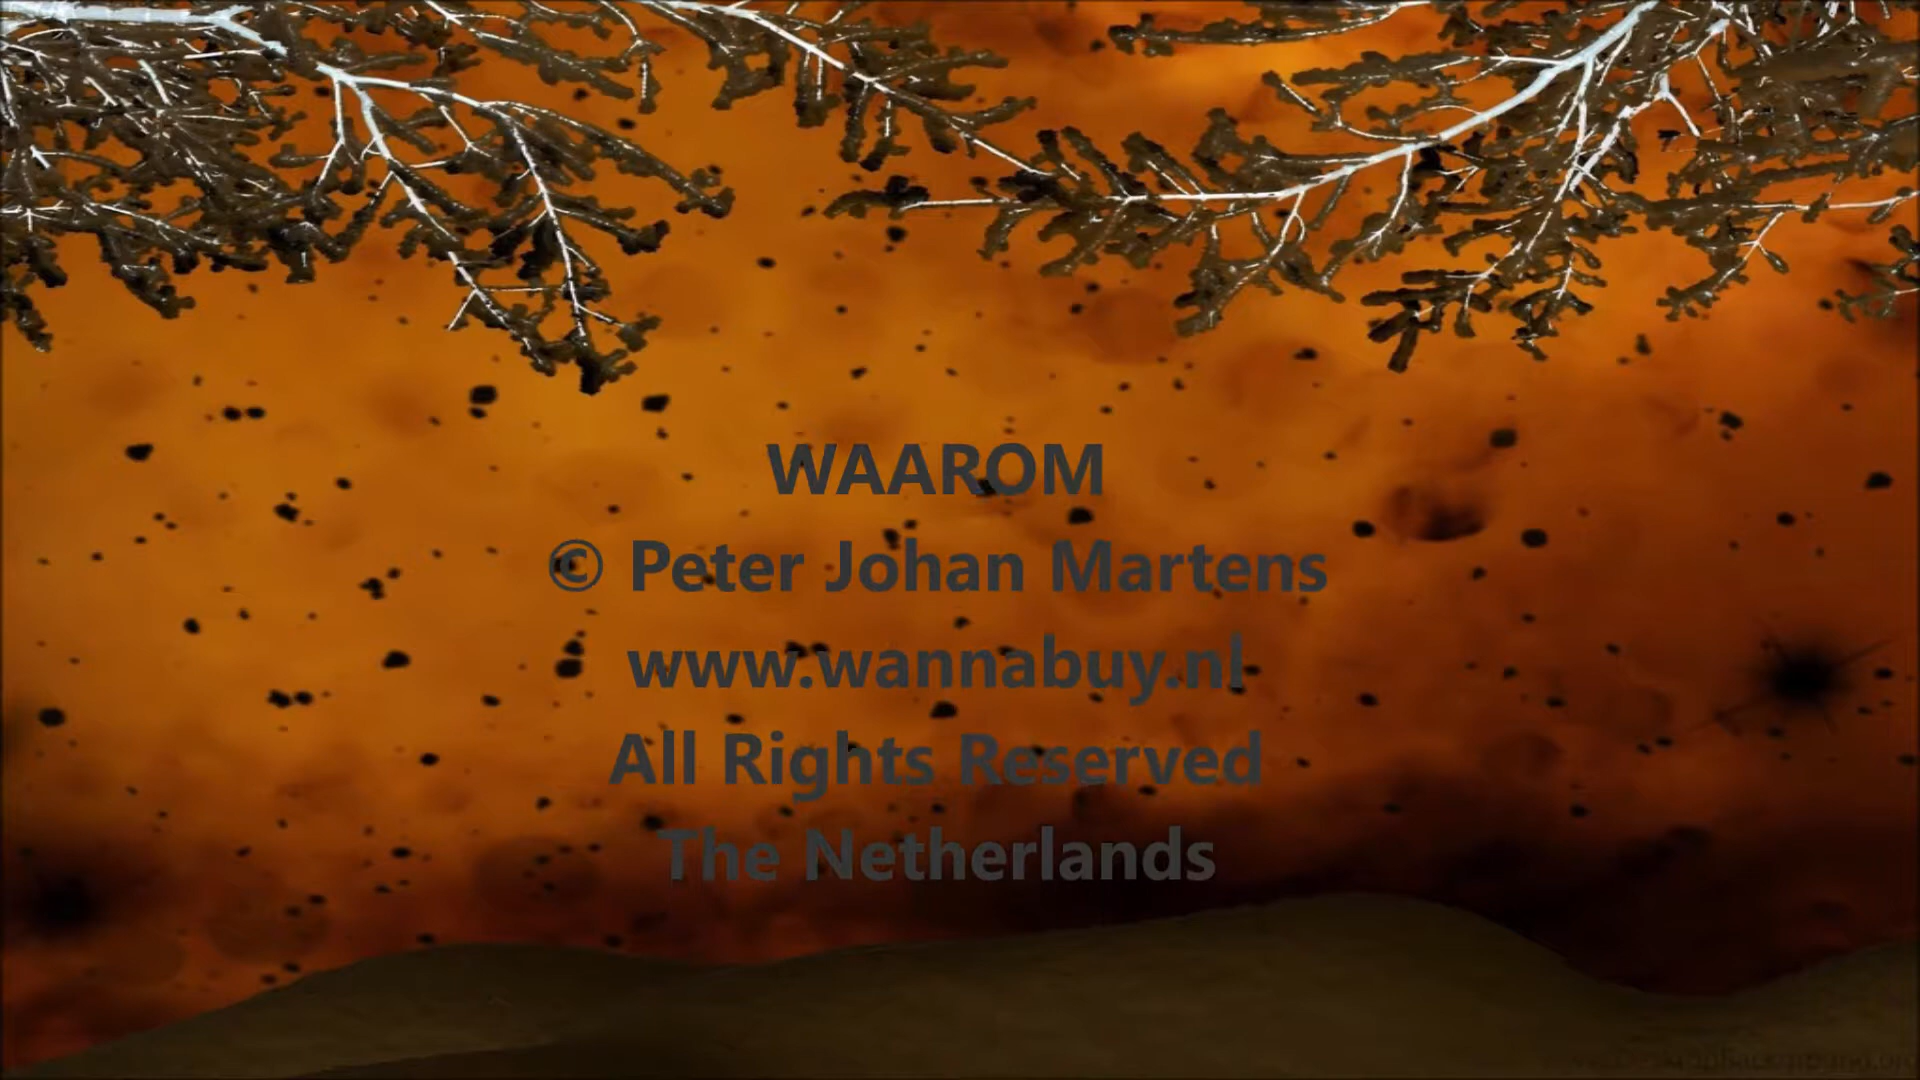 WAAROM
© Peter Johan Martens
www.wannabuy.nl
All Rights Reserved
The Netherlands